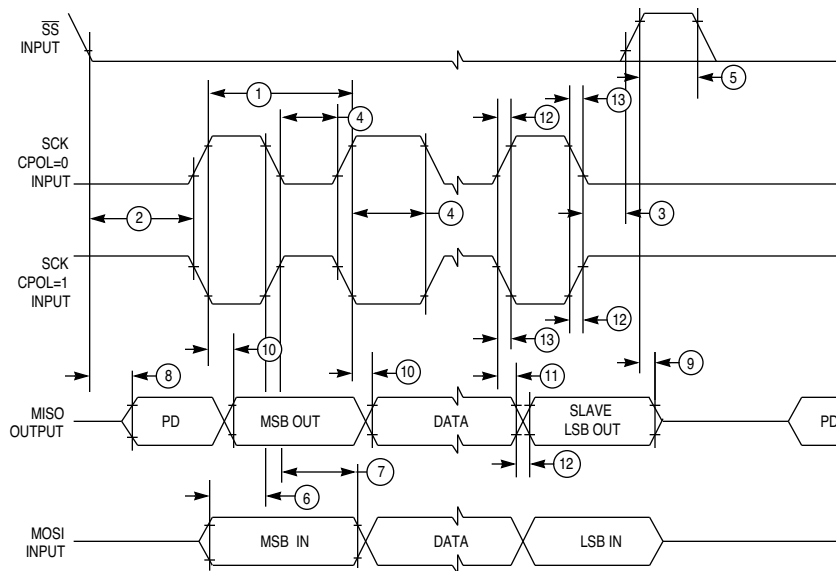 SS
INPUT
5
1
13
4
12
SCK
CPOL=0
INPUT
2
4
3
SCK
CPOL=1
INPUT
12
13
10
8
10
11
9
MISO
OUTPUT
PD
MSB OUT
DATA
SLAVE
LSB OUT
PD
12
7
6
MOSI
INPUT
MSB IN
DATA
LSB IN